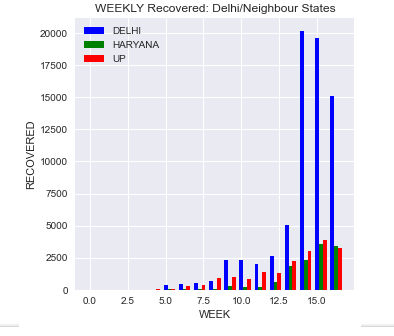 WEEKLY Recovered: Delhi/Neighbour States
DELHI
HARYANA
UP
RECOVERED
20000
17500
15000
12500
10000
7500
5000
2500
0
0.0 2.5 5.0 7.5 10.0 12.5 15.0
WEEK